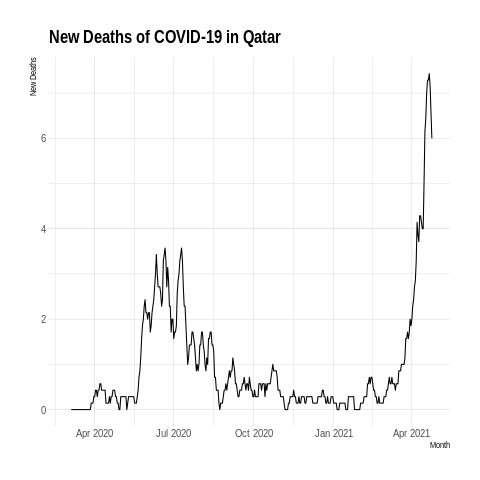 New Deaths of COVID-19 in Qatar
New Deaths
6
4
2
0
Apr 2020 Jul 2020 Oct 2020 Jan 2021 Apr 2021
Month